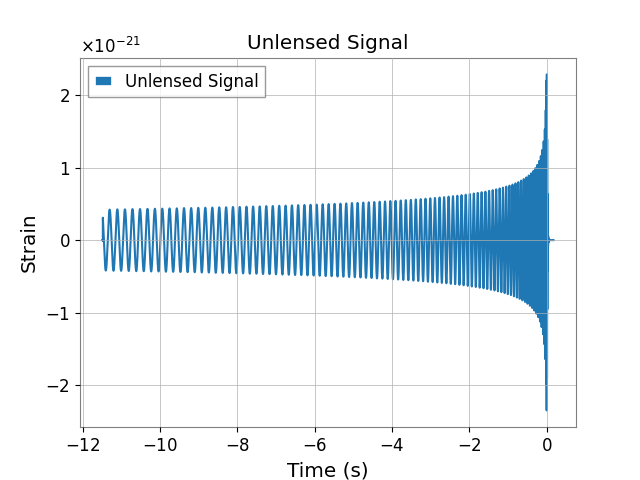 ×10⁻²¹
Unlensed Signal
Unlensed Signal
Strain
2
1
0
−1
−2
−12 −10 −8 −6 −4 −2 0
Time (s)